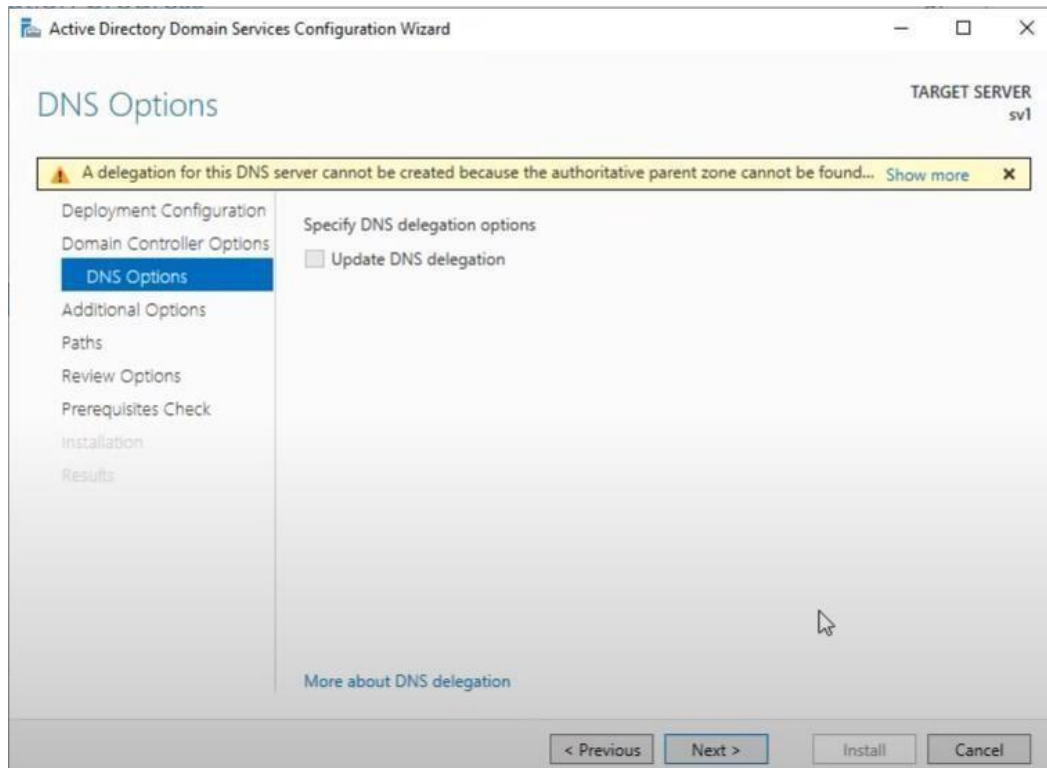 Active Directory Domain Services Configuration Wizard
DNS Options
TARGET SERVER
sv1
A delegation for this DNS server cannot be created because the authoritative parent zone cannot be found... Show more
Deployment Configuration
Domain Controller Options
DNS Options
Additional Options
Paths
Review Options
Prerequisites Check
Installation
Results
Specify DNS delegation options
Update DNS delegation
More about DNS delegation
< Previous
Next >
Install
Cancel